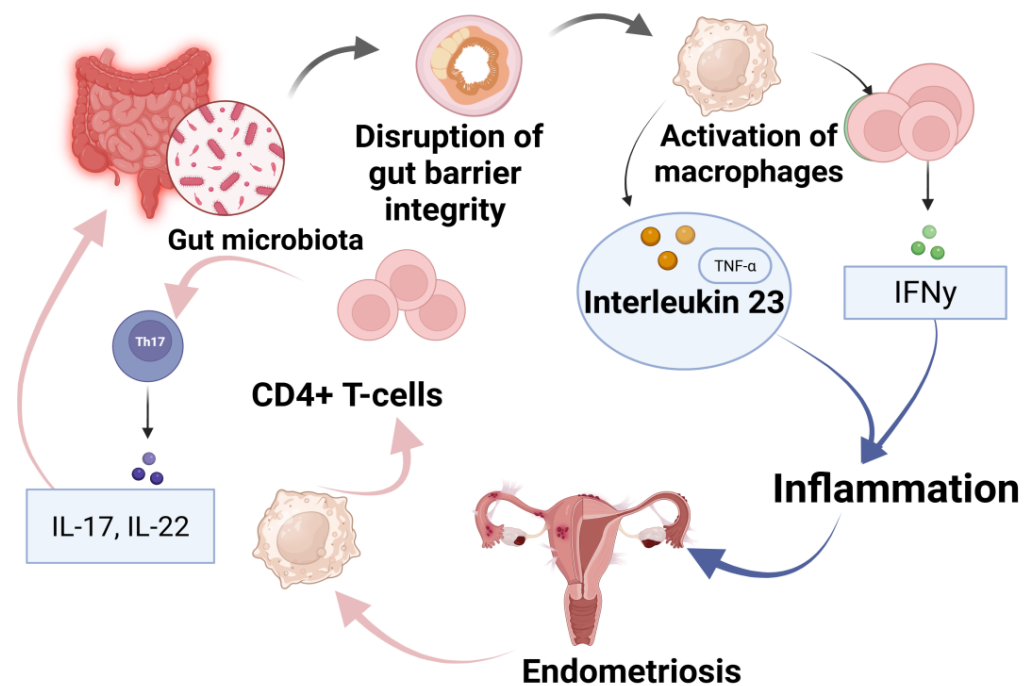 Disruption of
gut barrier
integrity
Activation of
macrophages
Gut microbiota
TNF-α
Interleukin 23
IFNy
Th17
CD4+ T-cells
Inflammation
IL-17, IL-22
Endometriosis